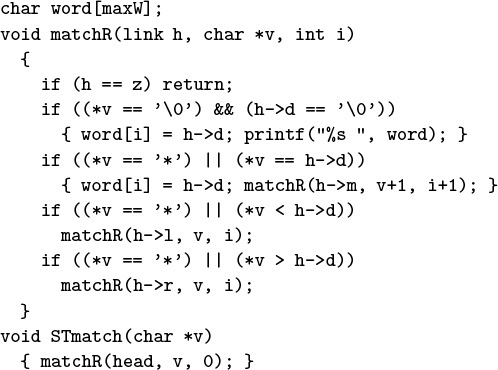 char word[maxW];
void matchR(link h, char *v, int i)
  {
    if (h == z) return;
    if ((*v == '\0') && (h->d == '\0'))
      { word[i] = h->d; printf("%s ", word); }
    if ((*v == '*') || (*v == h->d))
      { word[i] = h->d; matchR(h->m, v+1, i+1); }
    if ((*v == '*') || (*v < h->d))
      matchR(h->l, v, i);
    if ((*v == '*') || (*v > h->d))
      matchR(h->r, v, i);
  }
void STmatch(char *v)
  { matchR(head, v, 0); }